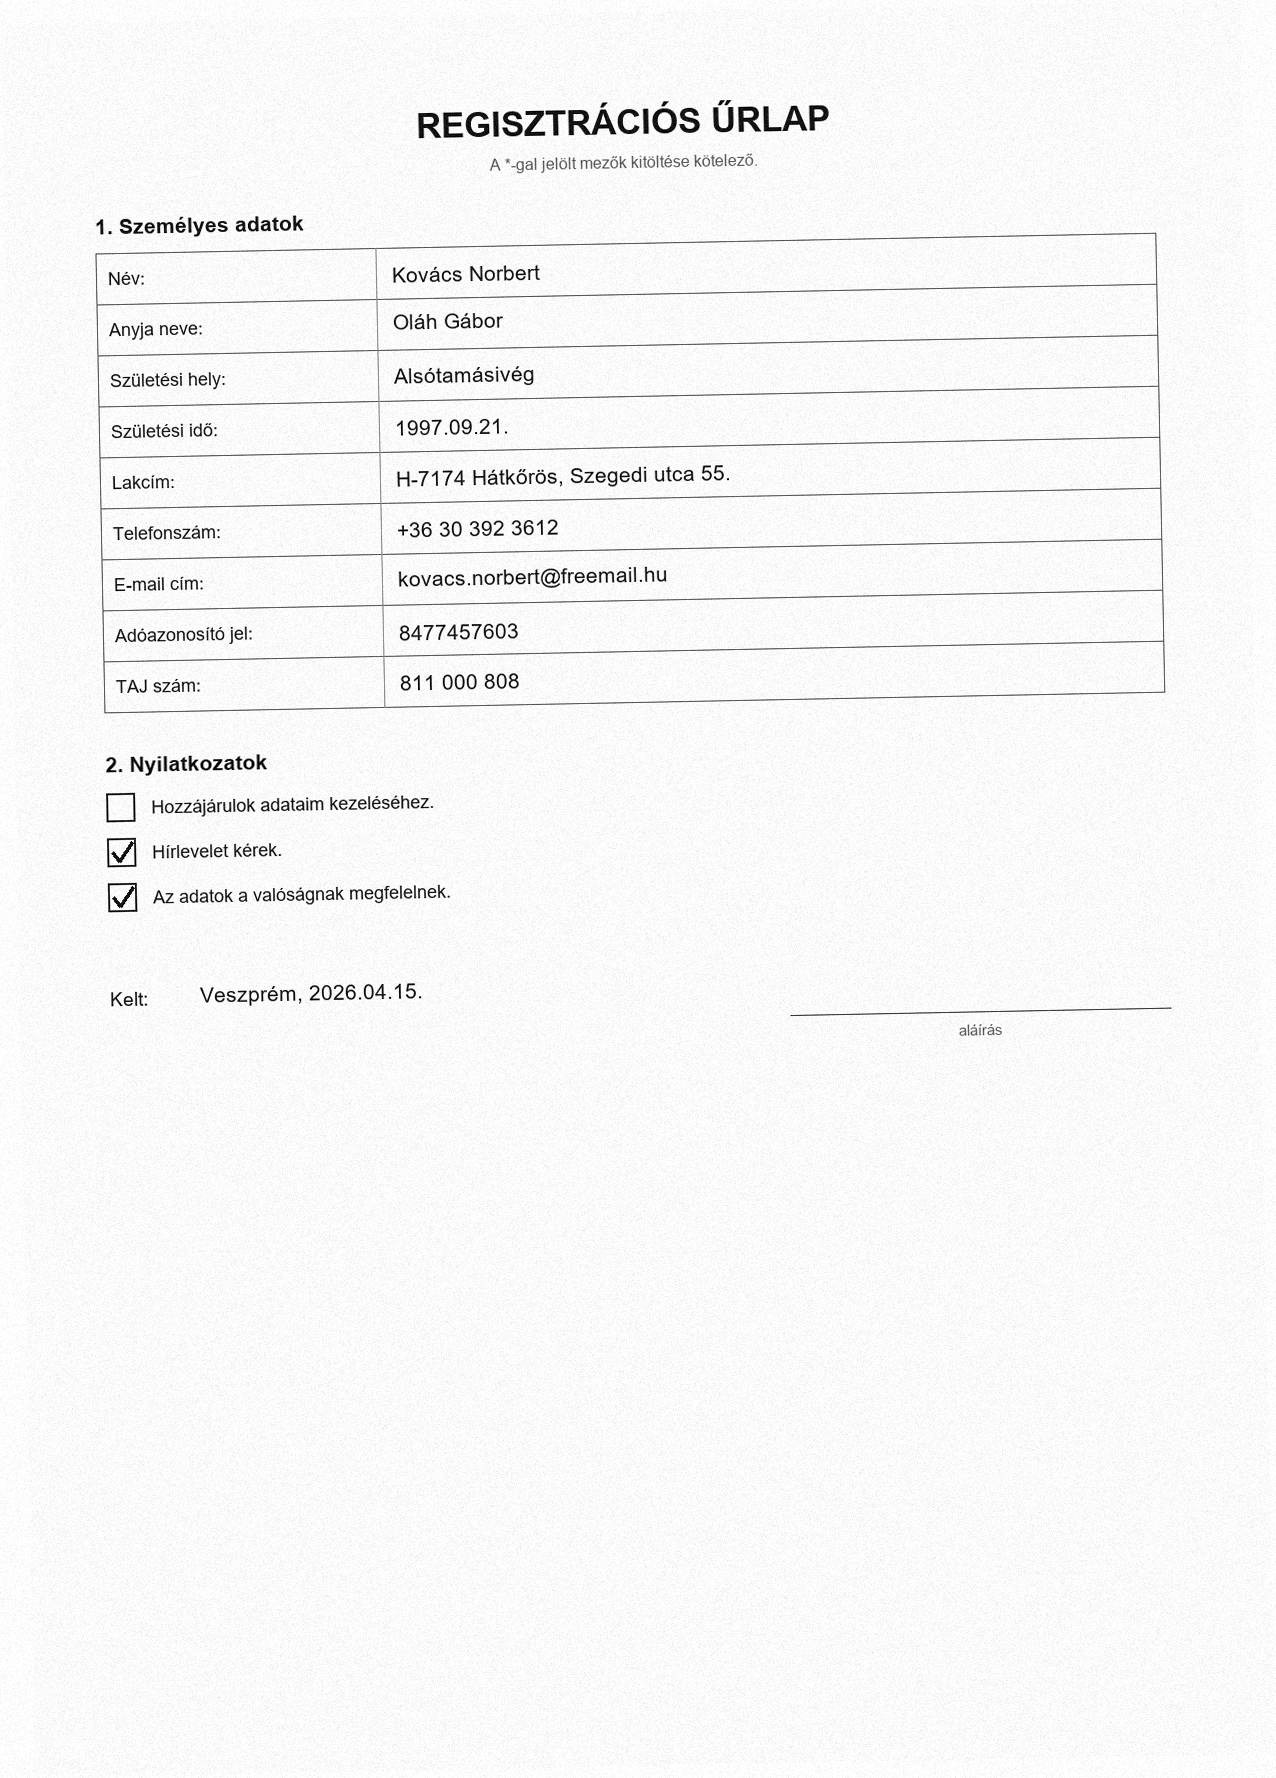 REGISZTRÁCIÓS ŰRLAP
A *-gal jelölt mezők kitöltése kötelező.
1. Személyes adatok
Név: Kovács Norbert
Anyja neve: Oláh Gábor
Születési hely: Alsótamásivég
Születési idő: 1997.09.21.
Lakcím: H-7174 Hátkőrös, Szegedi utca 55.
Telefonszám: +36 30 392 3612
E-mail cím: kovacs.norbert@freemail.hu
Adóazonosító jel: 8477457603
TAJ szám: 811 000 808
2. Nyilatkozatok
Hozzájárulok adataim kezeléséhez.
Hírlevelet kérek.
Az adatok a valóságnak megfelelnek.
Kelt: Veszprém, 2026.04.15.
aláírás